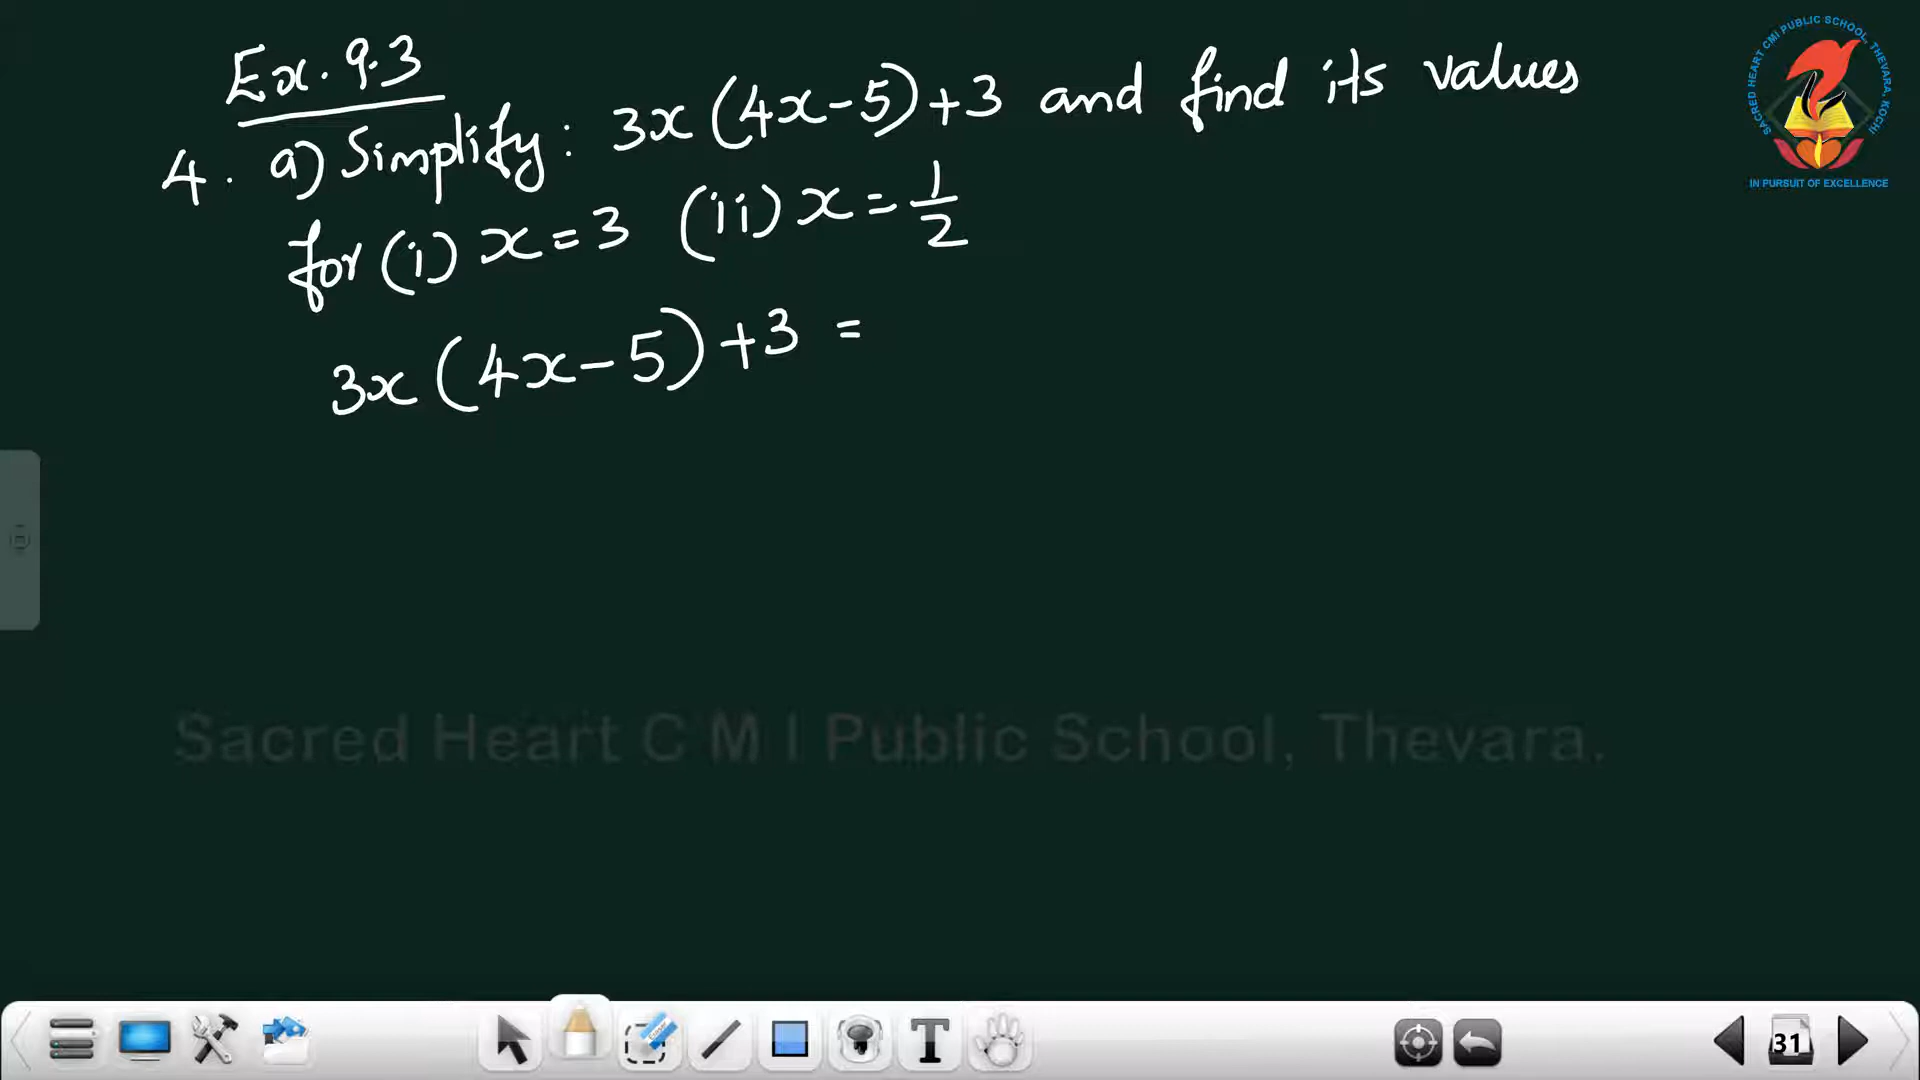 Ex. 9.3
4. a) Simplify: 3x(4x-5)+3 and find its values
for (i) x=3 (ii) x=1/2
3x(4x-5)+3 =
Sacred Heart C M I Public School, Thevara.
SACRED HEART CMI PUBLIC SCHOOL, THEVARA, KOCHI
IN PURSUIT OF EXCELLENCE
T
31